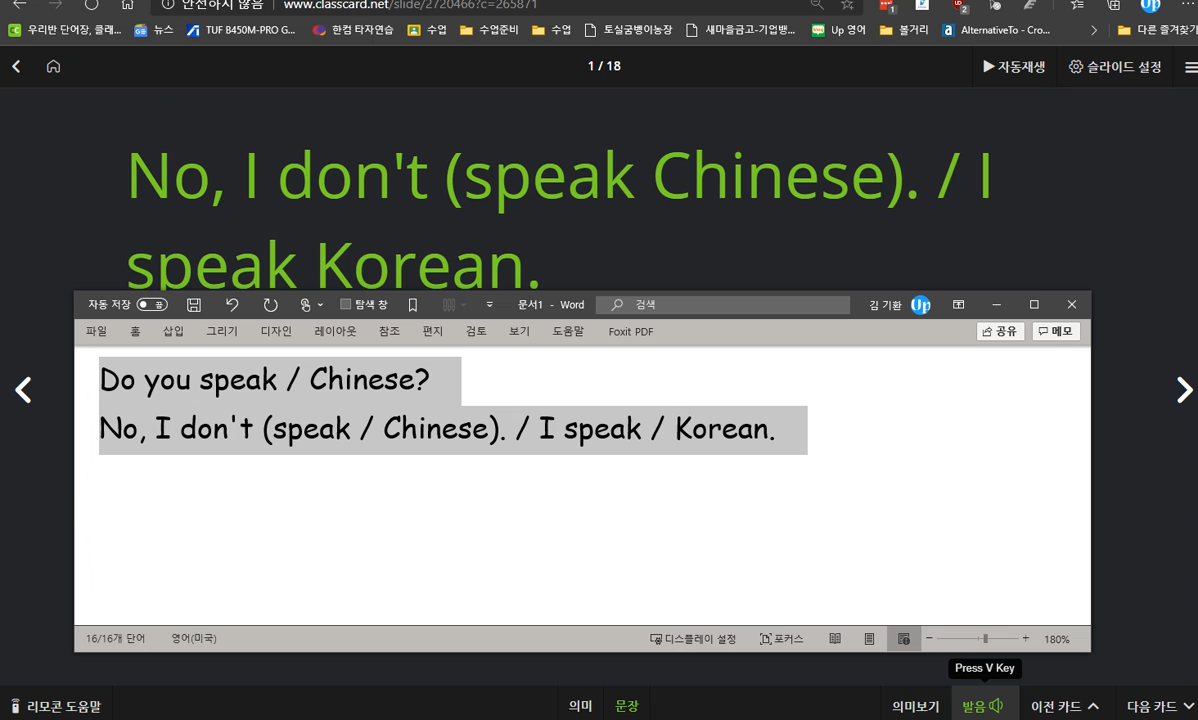 안전하지 않음 | www.classcard.net/slide/2720466?c=265871
우리반 단어장, 클래... 뉴스 TUF B450M-PRO G... 한컴 타자연습 수업 수업준비 수업 토실굼벵이농장 새마을금고-기업뱅... Up 영어 볼거리 AlternativeTo - Cro... 다른 즐겨찾기
1 / 18
자동재생
슬라이드 설정
No, I don't (speak Chinese). / I
speak Korean.
자동 저장 탐색 창 문서1 - Word 검색 김 기환 Up
파일 홈 삽입 그리기 디자인 레이아웃 참조 편지 검토 보기 도움말 Foxit PDF 공유 메모
Do you speak / Chinese?
No, I don't (speak / Chinese). / I speak / Korean.
16/16개 단어 영어(미국) 디스플레이 설정 포커스 180%
Press V Key
리모콘 도움말 의미 문장 의미보기 발음 이전 카드 다음 카드